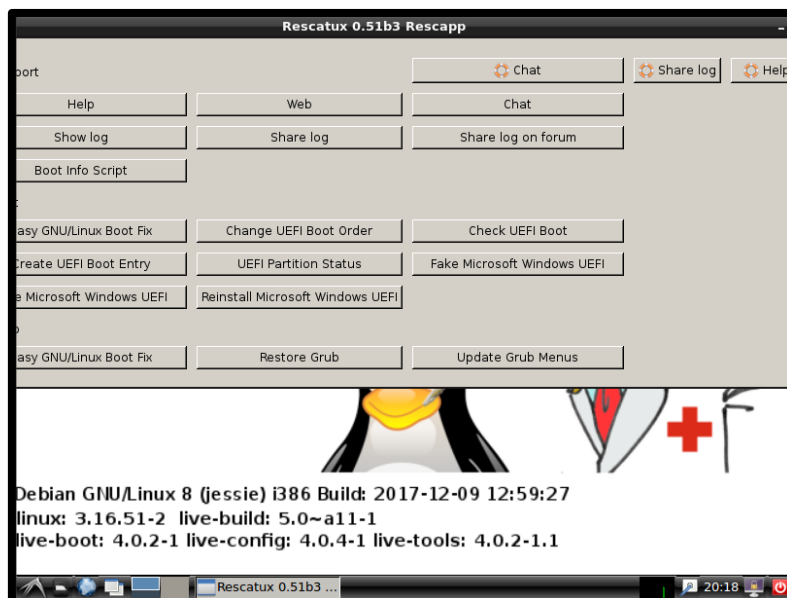 Rescatux 0.51b3 Rescapp
port Chat Share log Help
Help Web Chat
Show log Share log Share log on forum
Boot Info Script
t
asy GNU/Linux Boot Fix Change UEFI Boot Order Check UEFI Boot
Create UEFI Boot Entry UEFI Partition Status Fake Microsoft Windows UEFI
e Microsoft Windows UEFI Reinstall Microsoft Windows UEFI
asy GNU/Linux Boot Fix Restore Grub Update Grub Menus
Debian GNU/Linux 8 (jessie) i386 Build: 2017-12-09 12:59:27
linux: 3.16.51-2 live-build: 5.0~a11-1
live-boot: 4.0.2-1 live-config: 4.0.4-1 live-tools: 4.0.2-1.1
Rescatux 0.51b3 ... 20:18